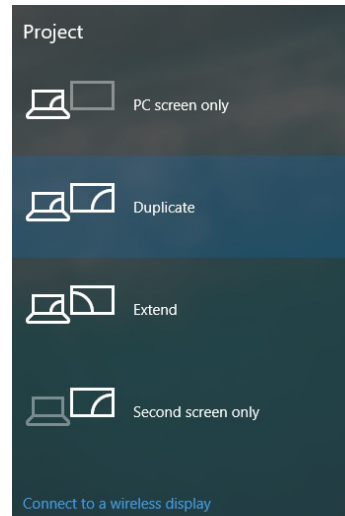 Project
PC screen only
Duplicate
Extend
Second screen only
Connect to a wireless display